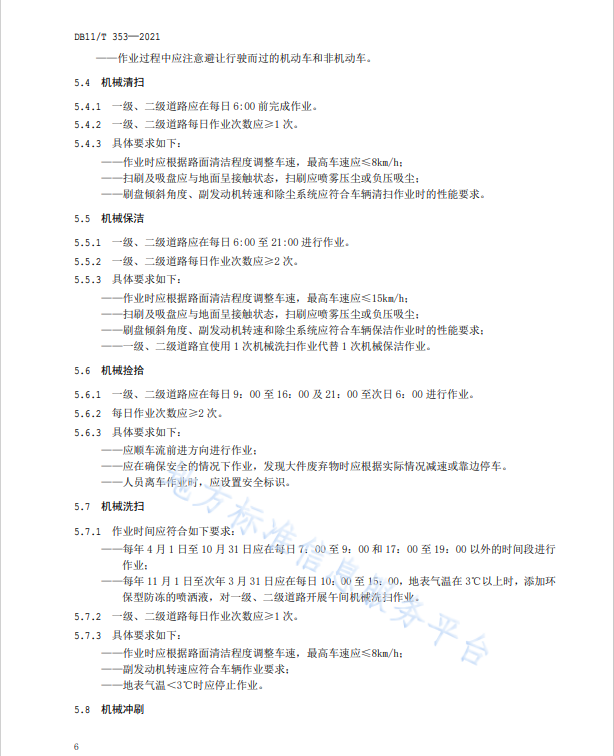 DB11/T 353—2021
——作业过程中应注意避让行驶而过的机动车和非机动车。
5.4 机械清扫
5.4.1 一级、二级道路应在每日6:00前完成作业。
5.4.2 一级、二级道路每日作业次数应≥1次。
5.4.3 具体要求如下：
——作业时应根据路面清洁程度调整车速，最高车速应≤8km/h；
——扫刷及吸盘应与地面呈接触状态，扫刷应喷雾压尘或负压吸尘；
——刷盘倾斜角度、副发动机转速和除尘系统应符合车辆清扫作业时的性能要求。
5.5 机械保洁
5.5.1 一级、二级道路应在每日6:00至21:00进行作业。
5.5.2 一级、二级道路每日作业次数应≥2次。
5.5.3 具体要求如下：
——作业时应根据路面清洁程度调整车速，最高车速应≤15km/h；
——扫刷及吸盘应与地面呈接触状态，扫刷应喷雾压尘或负压吸尘；
——刷盘倾斜角度、副发动机转速和除尘系统应符合车辆保洁作业时的性能要求；
——一级、二级道路宜使用1次机械洗扫作业代替1次机械保洁作业。
5.6 机械捡拾
5.6.1 一级、二级道路应在每日9：00至16：00及21：00至次日6：00进行作业。
5.6.2 每日作业次数应≥2次。
5.6.3 具体要求如下：
——应顺车流前进方向进行作业；
——应在确保安全的情况下作业，发现大件废弃物时应根据实际情况减速或靠边停车。
——人员离车作业时，应设置安全标识。
5.7 机械洗扫
5.7.1 作业时间应符合如下要求：
——每年4月1日至10月31日应在每日7：00至9：00和17：00至19：00以外的时间段进行
作业；
——每年11月1日至次年3月31日应在每日10：00至15：00，地表气温在3℃以上时，添加环
保型防冻的喷洒液，对一级、二级道路开展午间机械洗扫作业。
5.7.2 一级、二级道路每日作业次数应≥1次。
5.7.3 具体要求如下：
——作业时应根据路面清洁程度调整车速，最高车速应≤8km/h；
——副发动机转速应符合车辆作业要求；
——地表气温＜3℃时应停止作业。
5.8 机械冲刷
6
地方标准信息服务平台